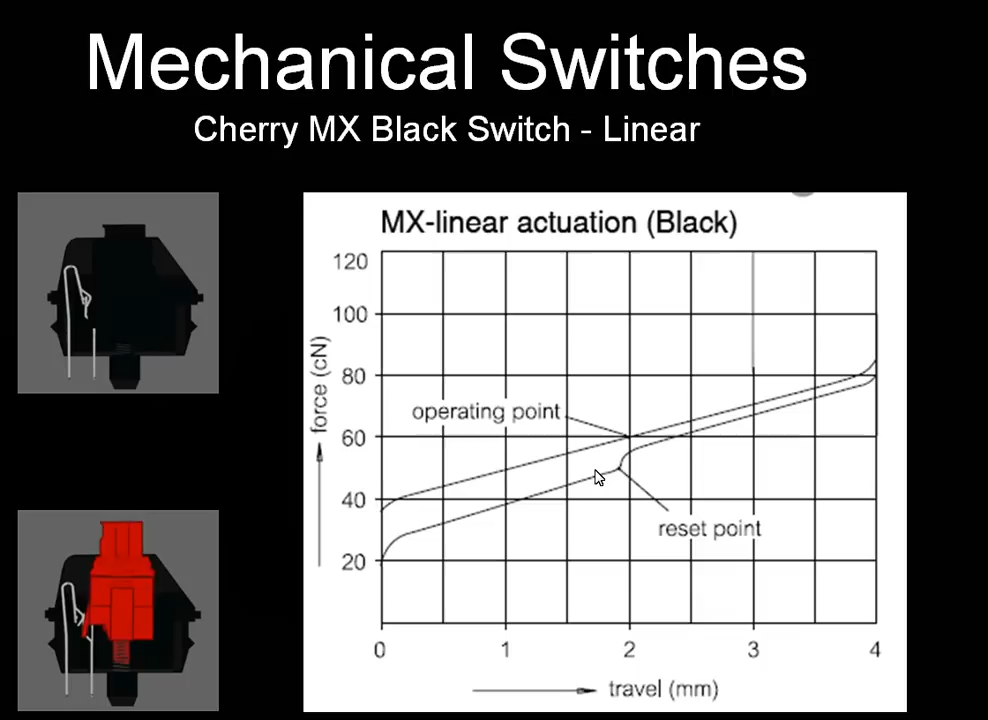 Mechanical Switches
Cherry MX Black Switch - Linear
MX-linear actuation (Black)
120
100
80
60
40
20
force (cN)
operating point
reset point
0 1 2 3 4
travel (mm)